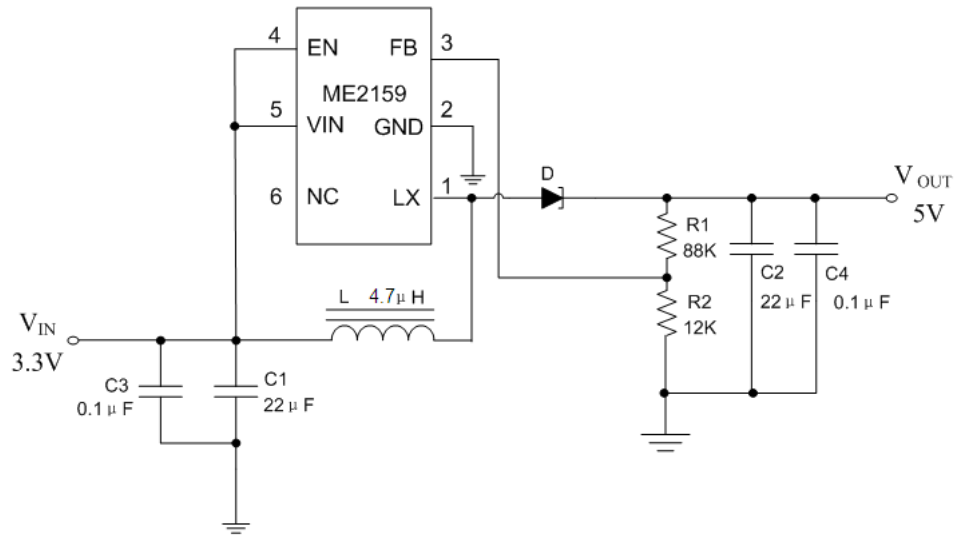 4 EN FB 3
ME2159
5 VIN GND 2
6 NC LX 1
D
V OUT
5V
R1
88K
C2
22 μ F
C4
0.1 μ F
R2
12K
L 4.7 μ H
VIN
3.3V
C3
0.1 μ F
C1
22 μ F